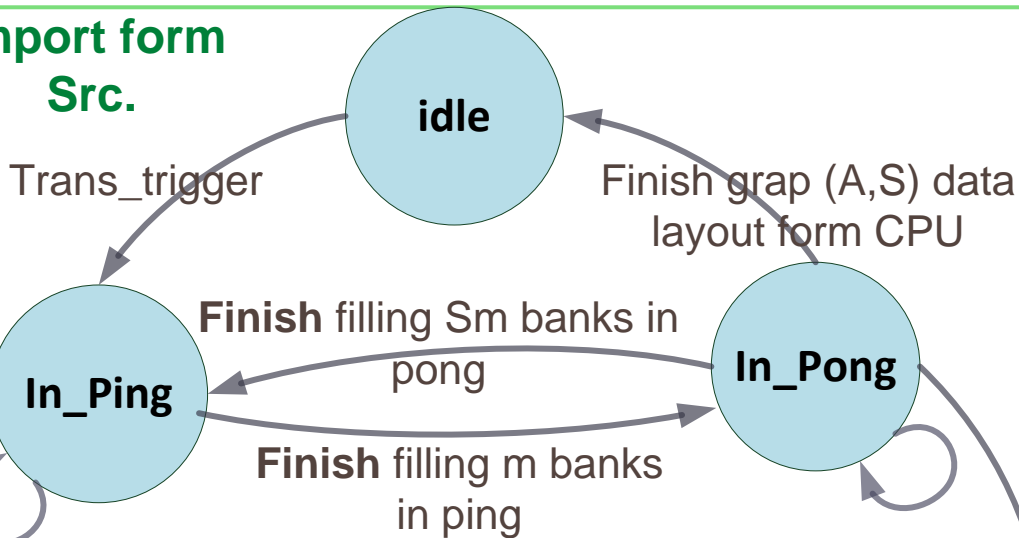 mport form
Src.
idle
Trans_trigger
Finish grap (A,S) data
layout form CPU
Finish filling Sm banks in
pong
In_Ping
In_Pong
Finish filling m banks
in ping